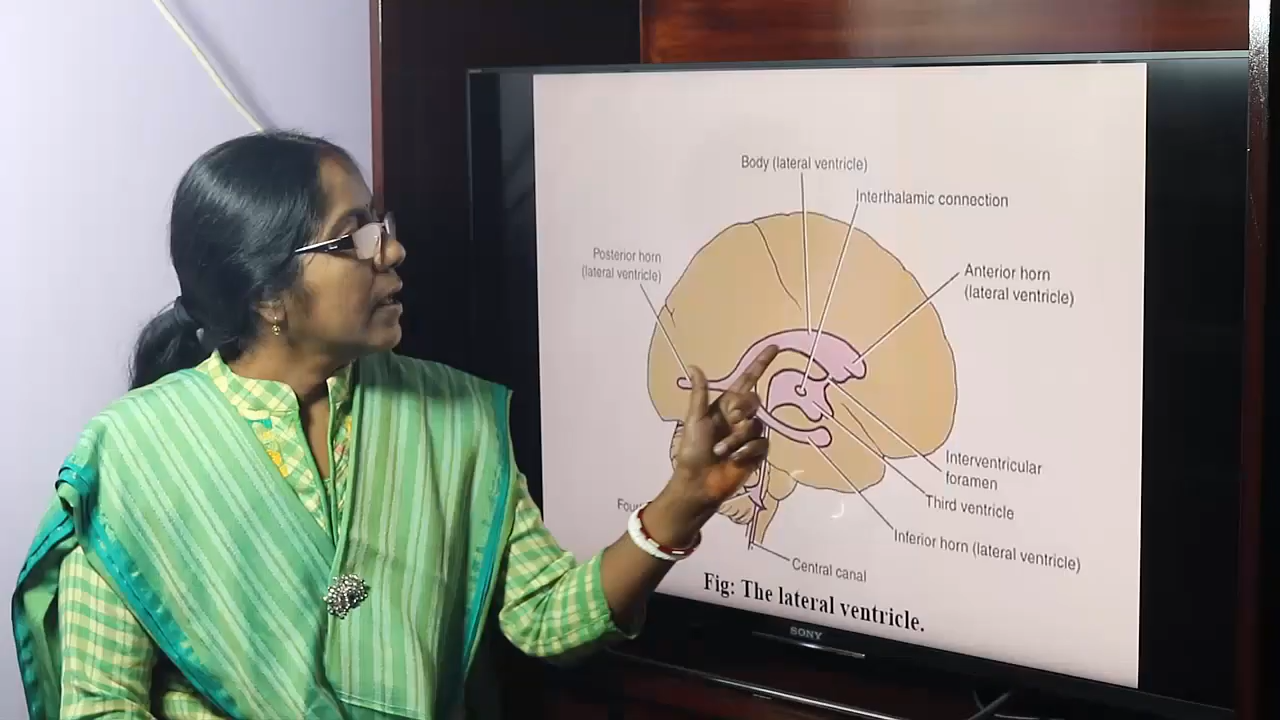 Body (lateral ventricle)
Interthalamic connection
Posterior horn
(lateral ventricle)
Anterior horn
(lateral ventricle)
Interventricular
foramen
Third ventricle
Inferior horn (lateral ventricle)
Central canal
Fig: The lateral ventricle.
SONY